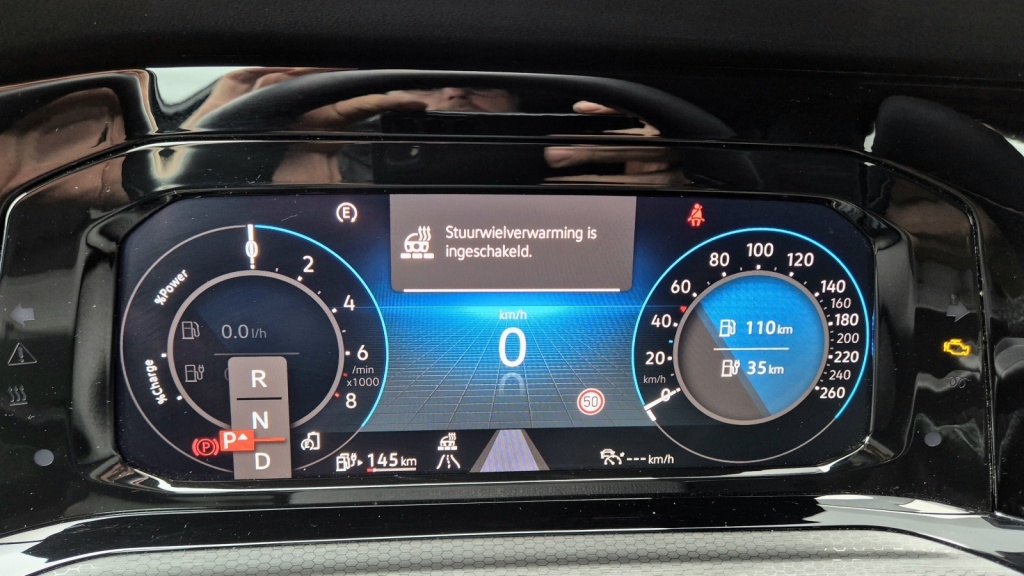 E
Stuurwielverwarming is
ingeschakeld.
%Power
%Charge
0
2
4
6
8
/min
x1000
0.0 l/h
R
N
D
P
(P)
km/h
0
50
0
20
40
60
80
100
120
140
160
180
200
220
240
260
km/h
110 km
35 km
145 km
--- km/h